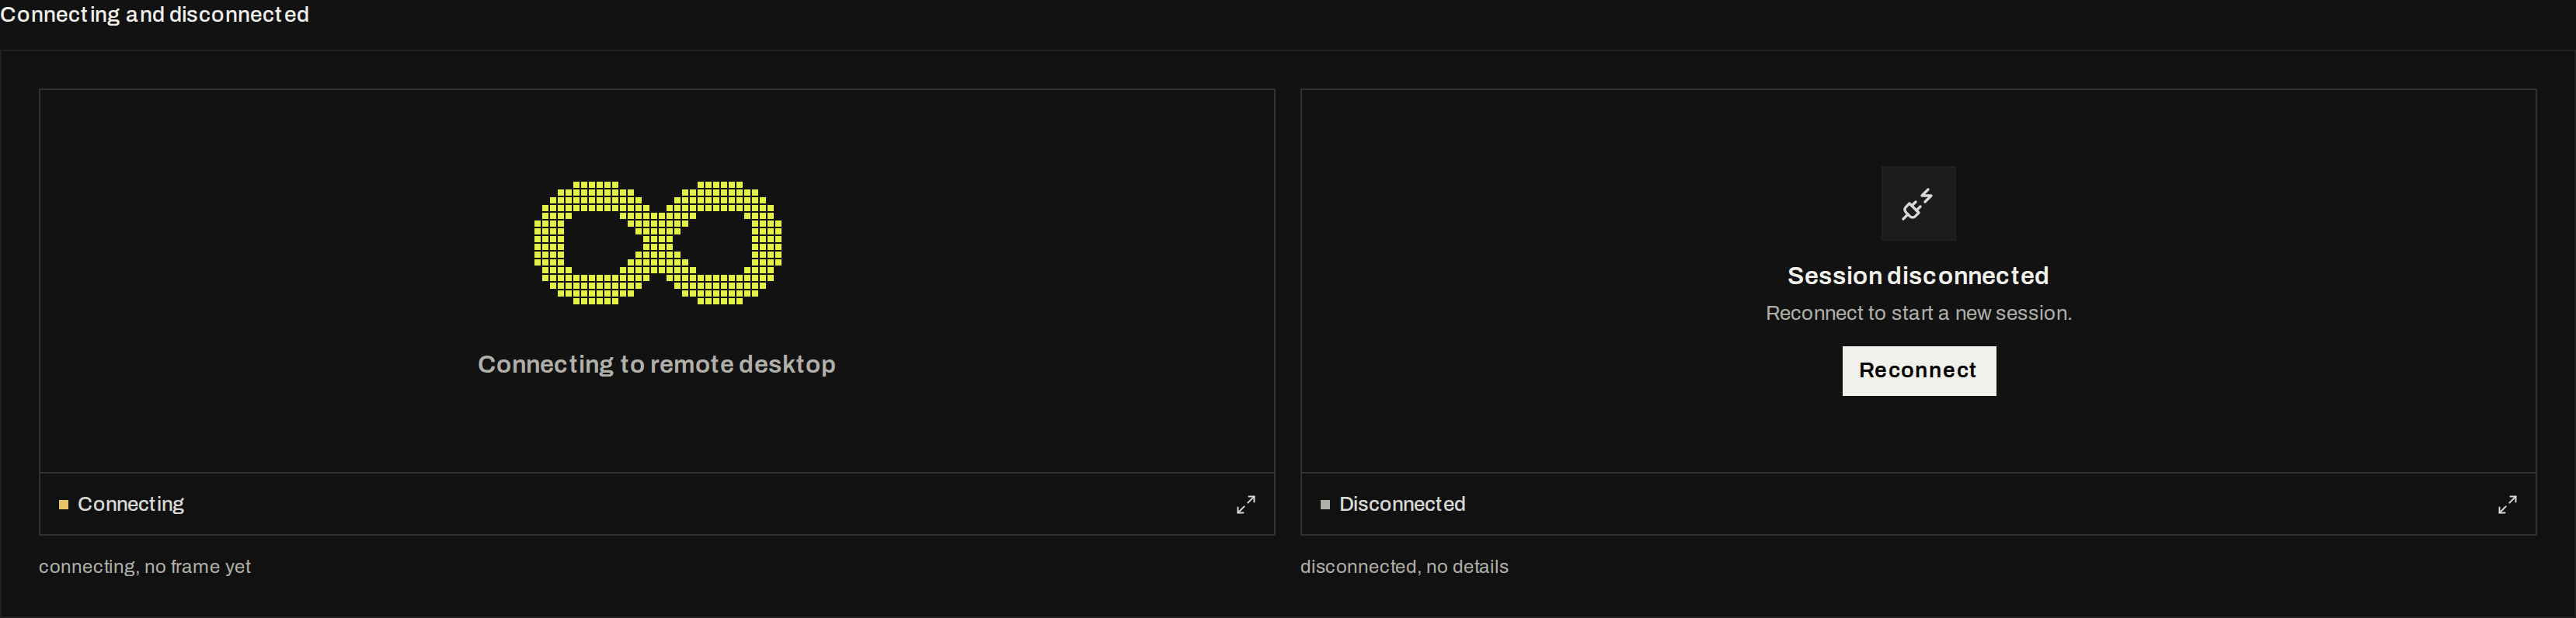 Connecting and disconnected
Connecting to remote desktop
Connecting
connecting, no frame yet
Session disconnected
Reconnect to start a new session.
Reconnect
Disconnected
disconnected, no details